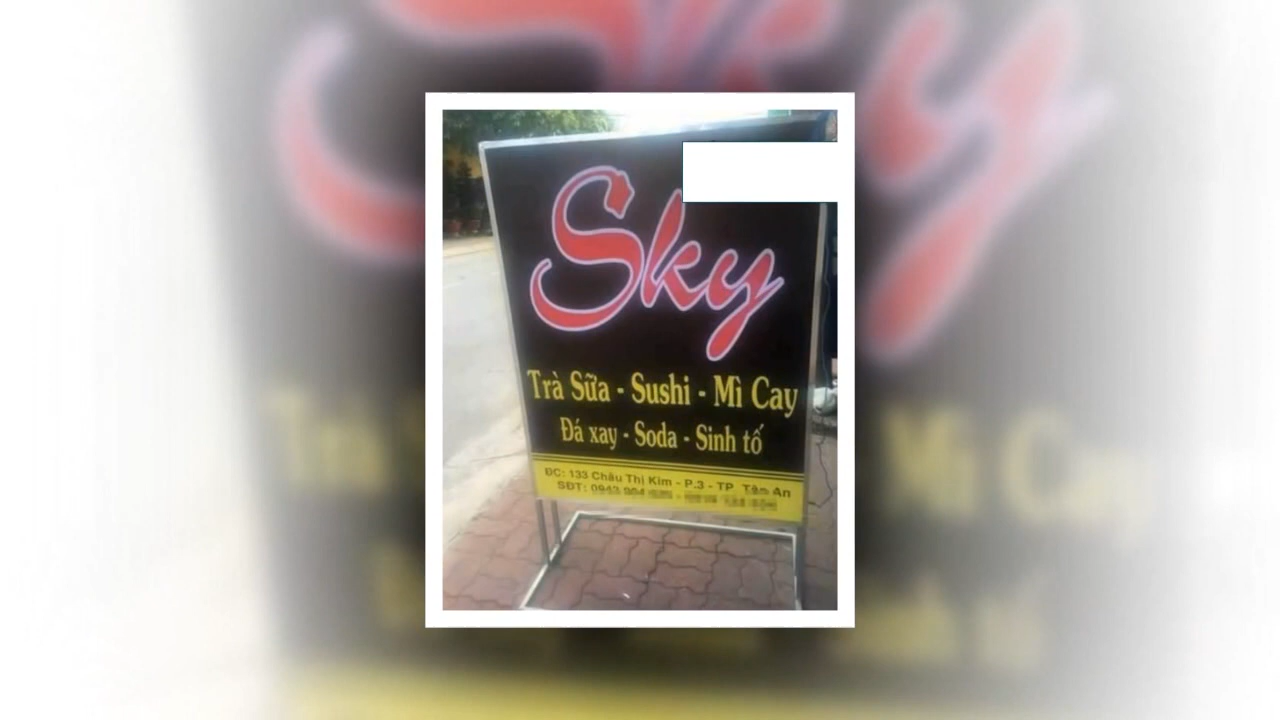 Sky
Trà Sữa - Sushi - Mì Cay
Đá xay - Soda - Sinh tố
ĐC: 133 Châu Thị Kim - P.3 - TP. Tân An
SĐT: 0943